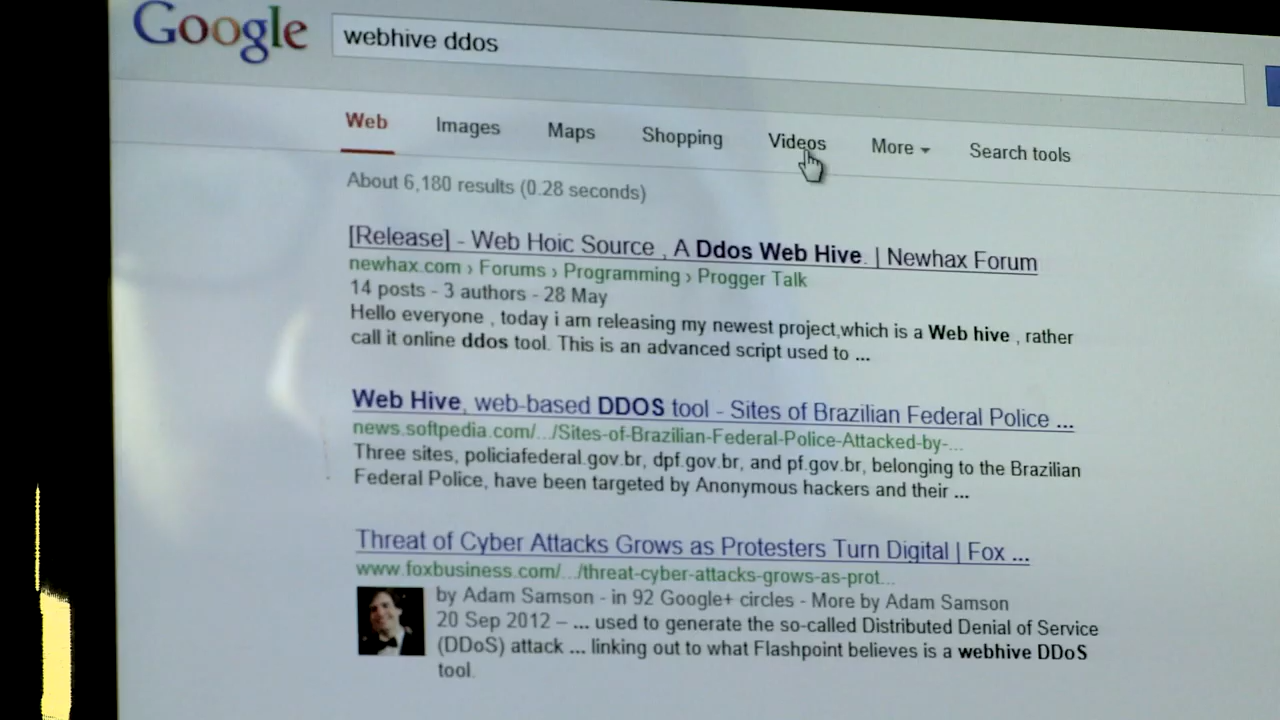 Google
webhive ddos
Web Images Maps Shopping Videos More Search tools
About 6,180 results (0.28 seconds)
[Release] - Web Hoic Source , A Ddos Web Hive. | Newhax Forum
newhax.com › Forums › Programming › Progger Talk
14 posts - 3 authors - 28 May
Hello everyone , today i am releasing my newest project,which is a Web hive , rather
call it online ddos tool. This is an advanced script used to ...
Web Hive, web-based DDOS tool - Sites of Brazilian Federal Police ...
news.softpedia.com/.../Sites-of-Brazilian-Federal-Police-Attacked-by-...
Three sites, policiafederal.gov.br, dpf.gov.br, and pf.gov.br, belonging to the Brazilian
Federal Police, have been targeted by Anonymous hackers and their ...
Threat of Cyber Attacks Grows as Protesters Turn Digital | Fox ...
www.foxbusiness.com/.../threat-cyber-attacks-grows-as-prot...
by Adam Samson - in 92 Google+ circles - More by Adam Samson
20 Sep 2012 – ... used to generate the so-called Distributed Denial of Service
(DDoS) attack ... linking out to what Flashpoint believes is a webhive DDoS
tool.